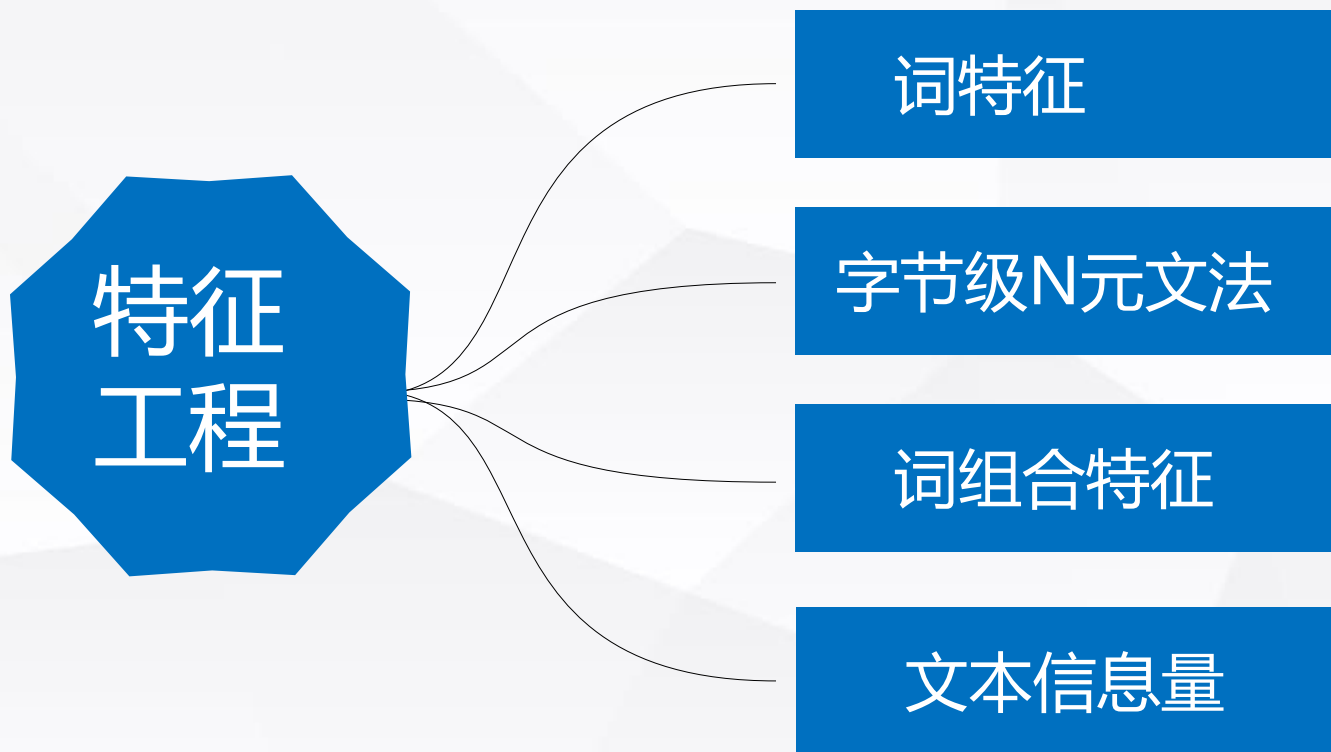 特征
工程
词特征
字节级N元文法
词组合特征
文本信息量